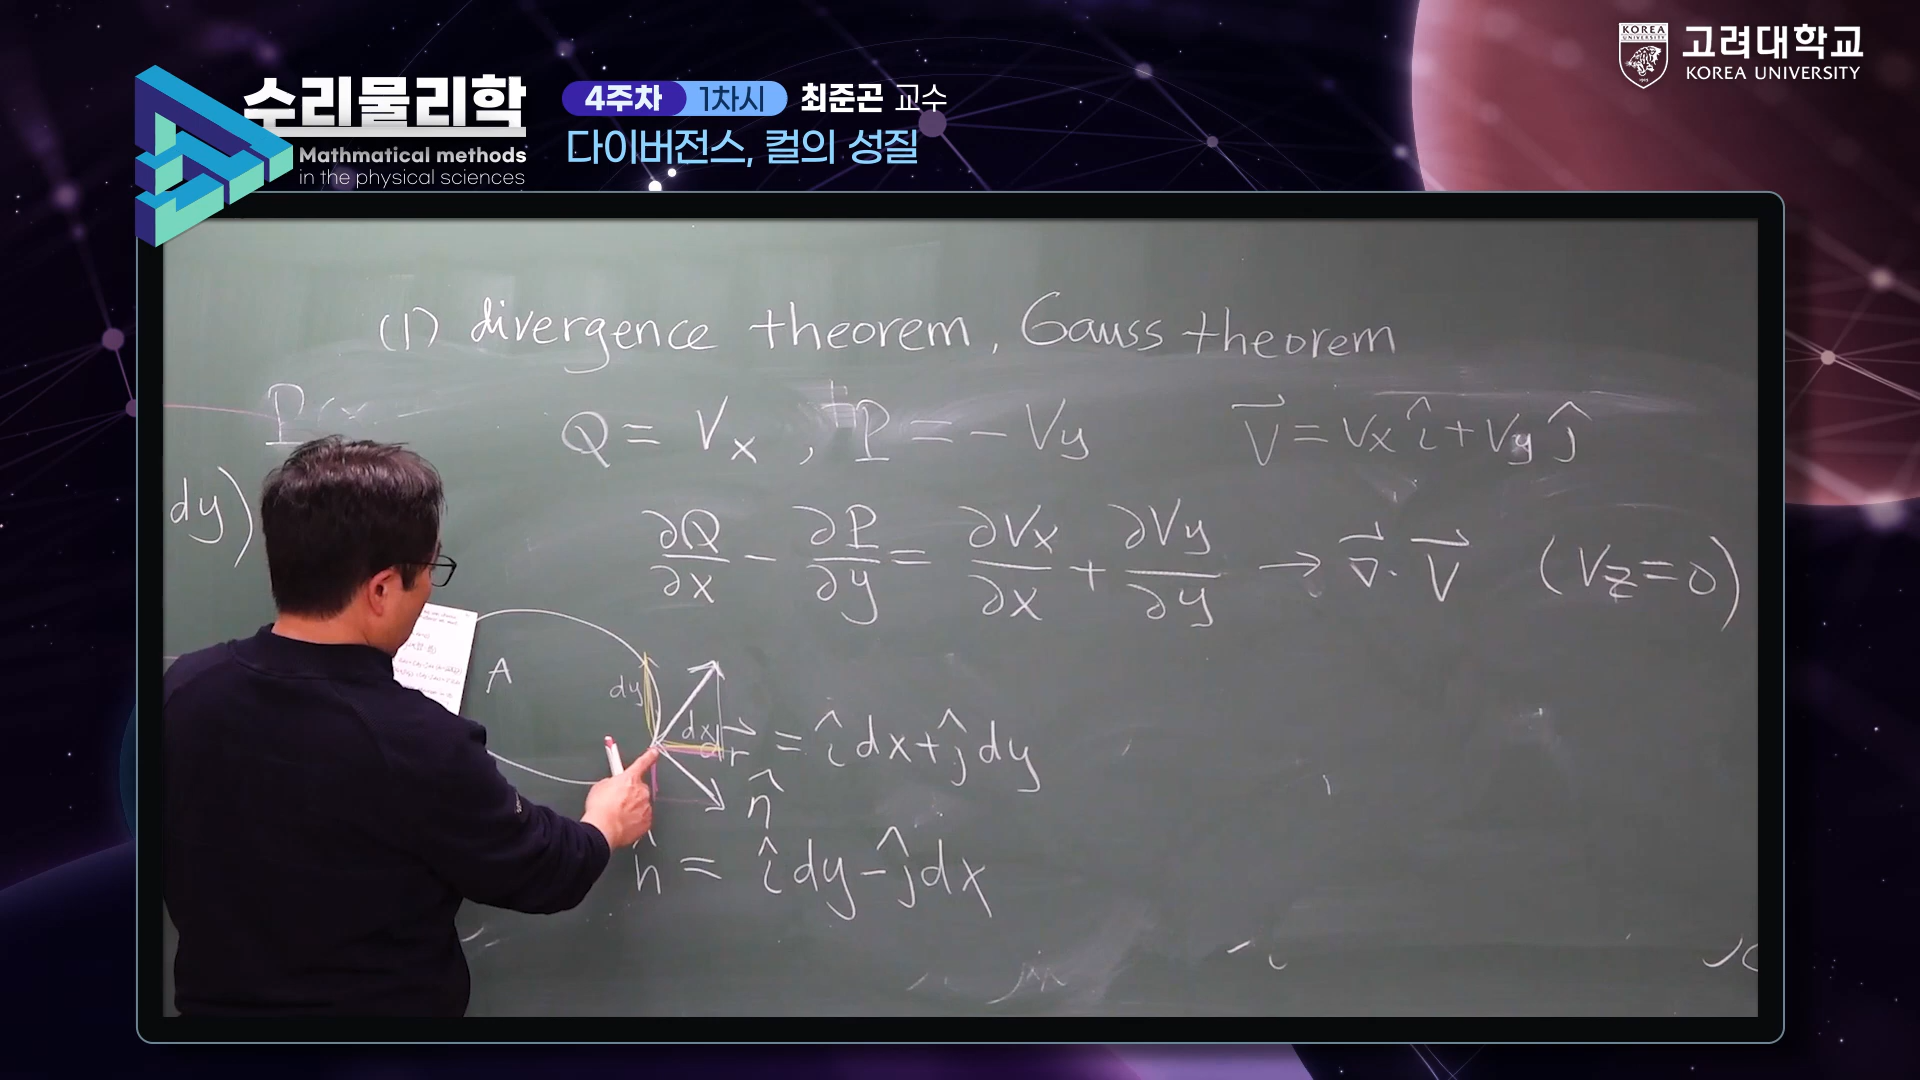 고려대학교
KOREA UNIVERSITY
KOREA
UNIVERSITY
수리물리학
Mathmatical methods
in the physical sciences
4주차 1차시 최준곤 교수
다이버전스, 컬의 성질
(1) divergence theorem, Gauss theorem
P(x
Q = Vx , P = - Vy
V⃗ = Vx î + Vy ĵ
dy)
∂Q/∂x - ∂P/∂y = ∂Vx/∂x + ∂Vy/∂y → ∇⃗ · V⃗ (Vz=0)
A
dy
dx
dr⃗ = î dx + ĵ dy
n̂
n̂ = î dy - ĵ dx